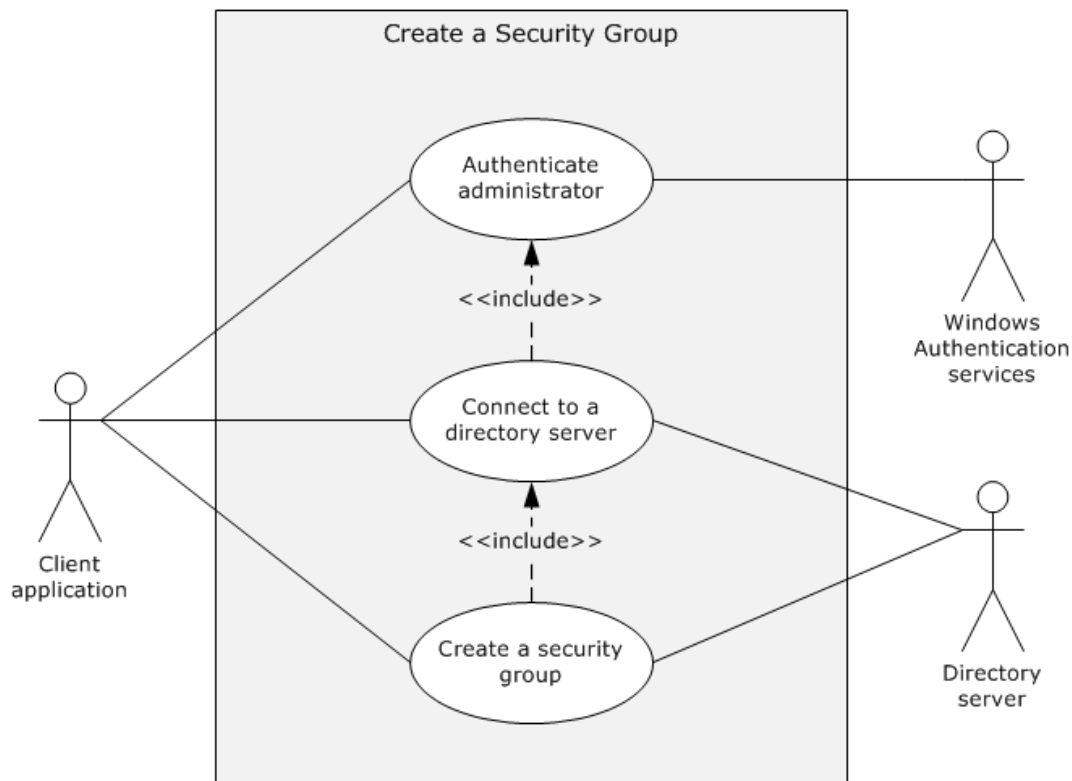 Create a Security Group
Authenticate
administrator
<<include>>
Windows
Authentication
services
Connect to a
directory server
<<include>>
Client
application
Create a security
group
Directory
server